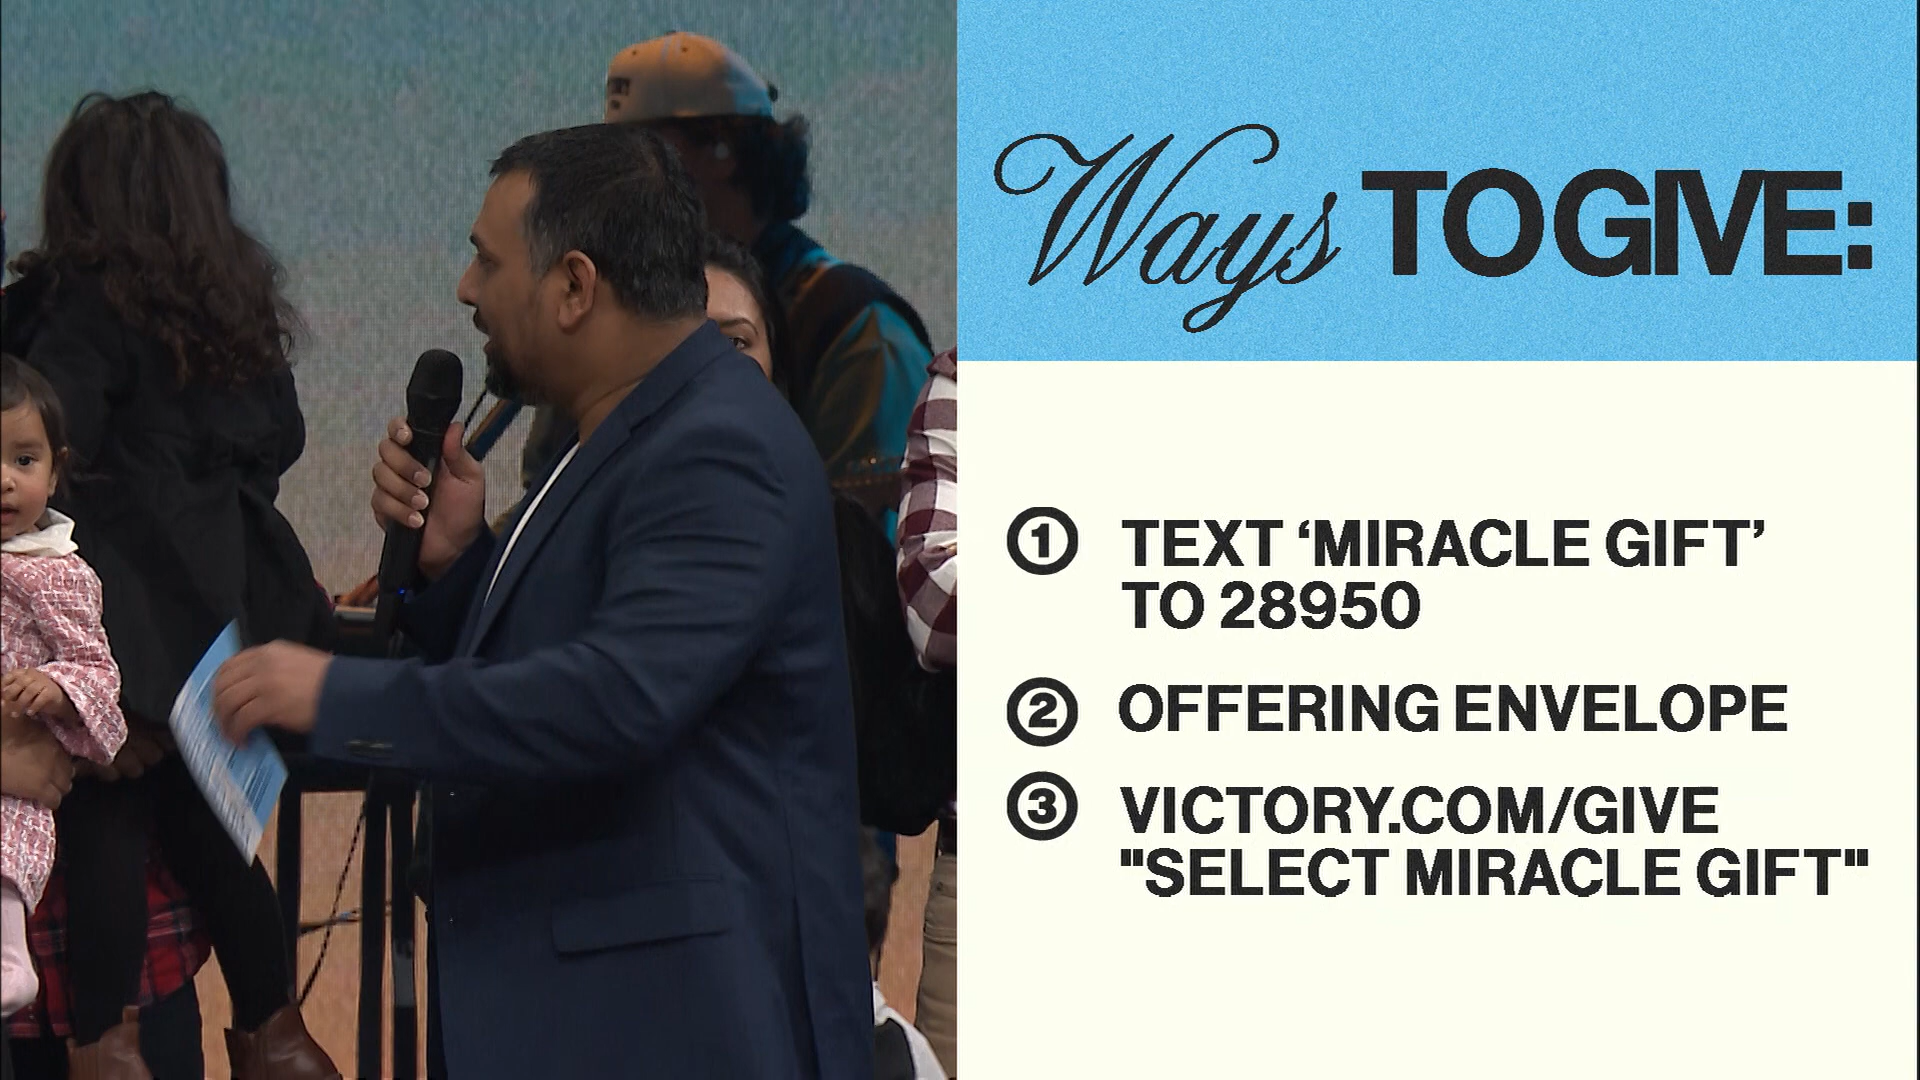 Ways TO GIVE:
1 TEXT ‘MIRACLE GIFT’
TO 28950
2 OFFERING ENVELOPE
3 VICTORY.COM/GIVE
"SELECT MIRACLE GIFT"